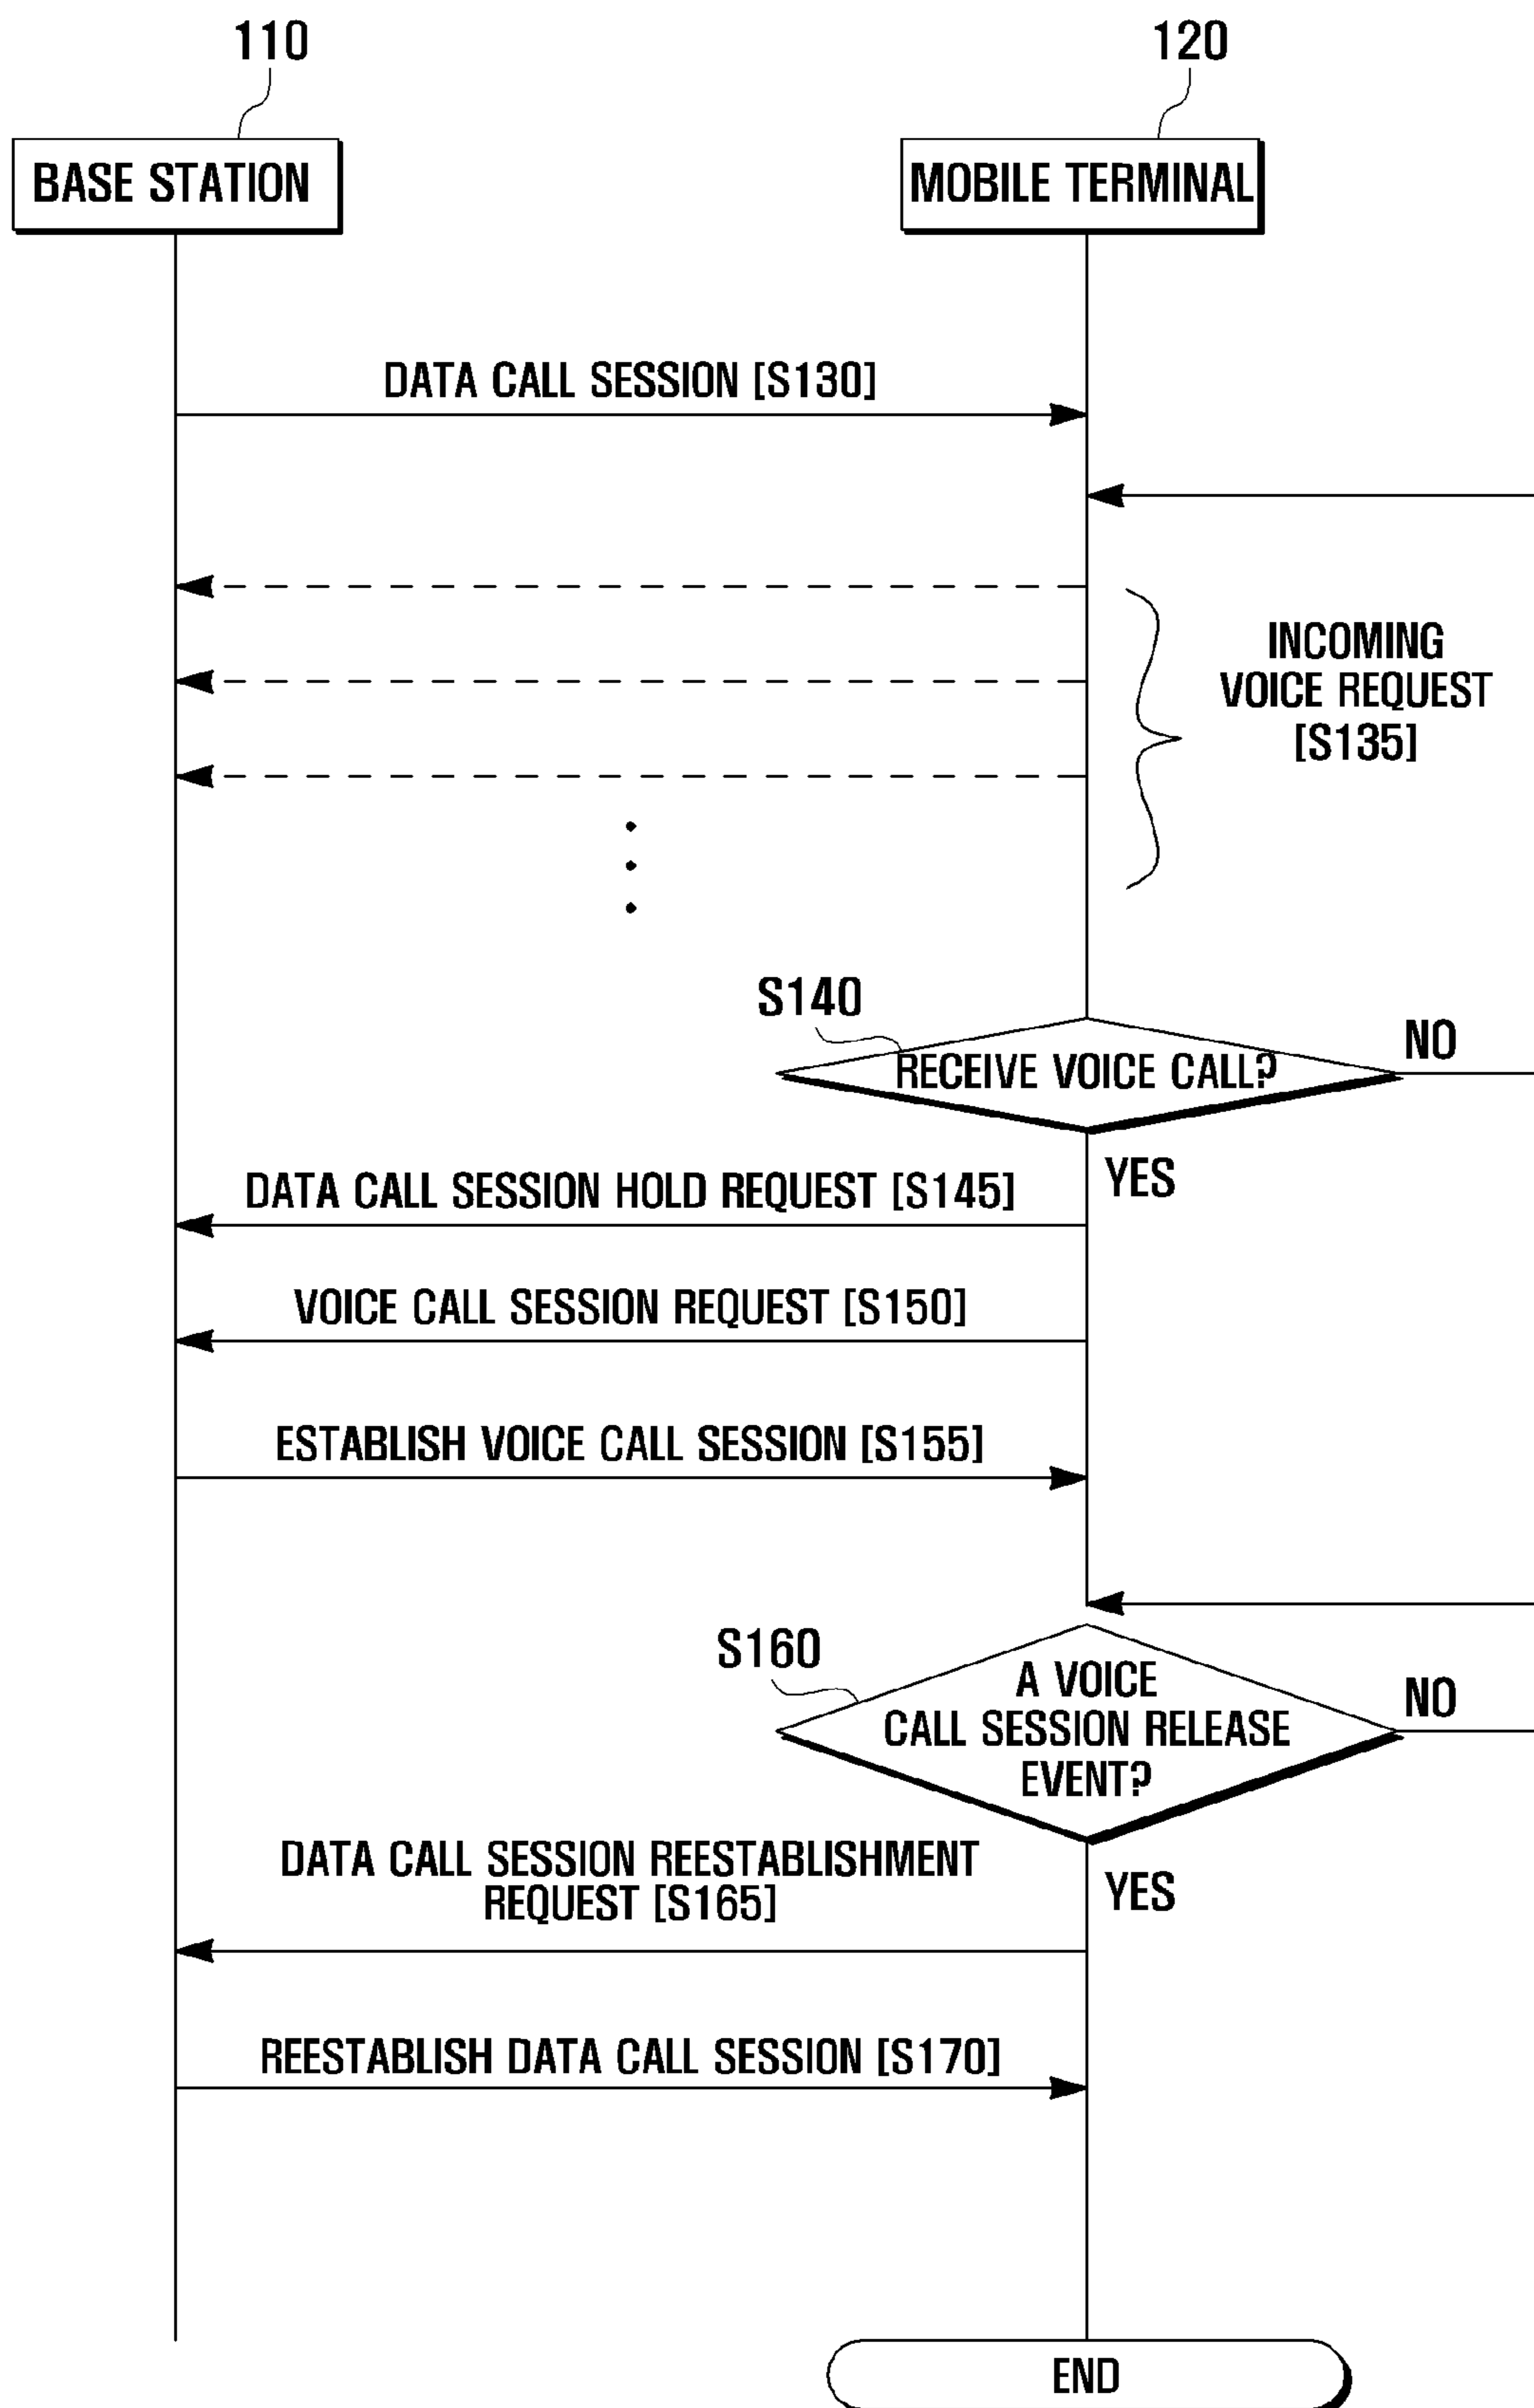 110
120
BASE STATION
MOBILE TERMINAL
DATA CALL SESSION [S130]
INCOMING
VOICE REQUEST
[S135]
S140
RECEIVE VOICE CALL?
NO
YES
DATA CALL SESSION HOLD REQUEST [S145]
VOICE CALL SESSION REQUEST [S150]
ESTABLISH VOICE CALL SESSION [S155]
S160
A VOICE
CALL SESSION RELEASE
EVENT?
NO
YES
DATA CALL SESSION REESTABLISHMENT
REQUEST [S165]
REESTABLISH DATA CALL SESSION [S170]
END